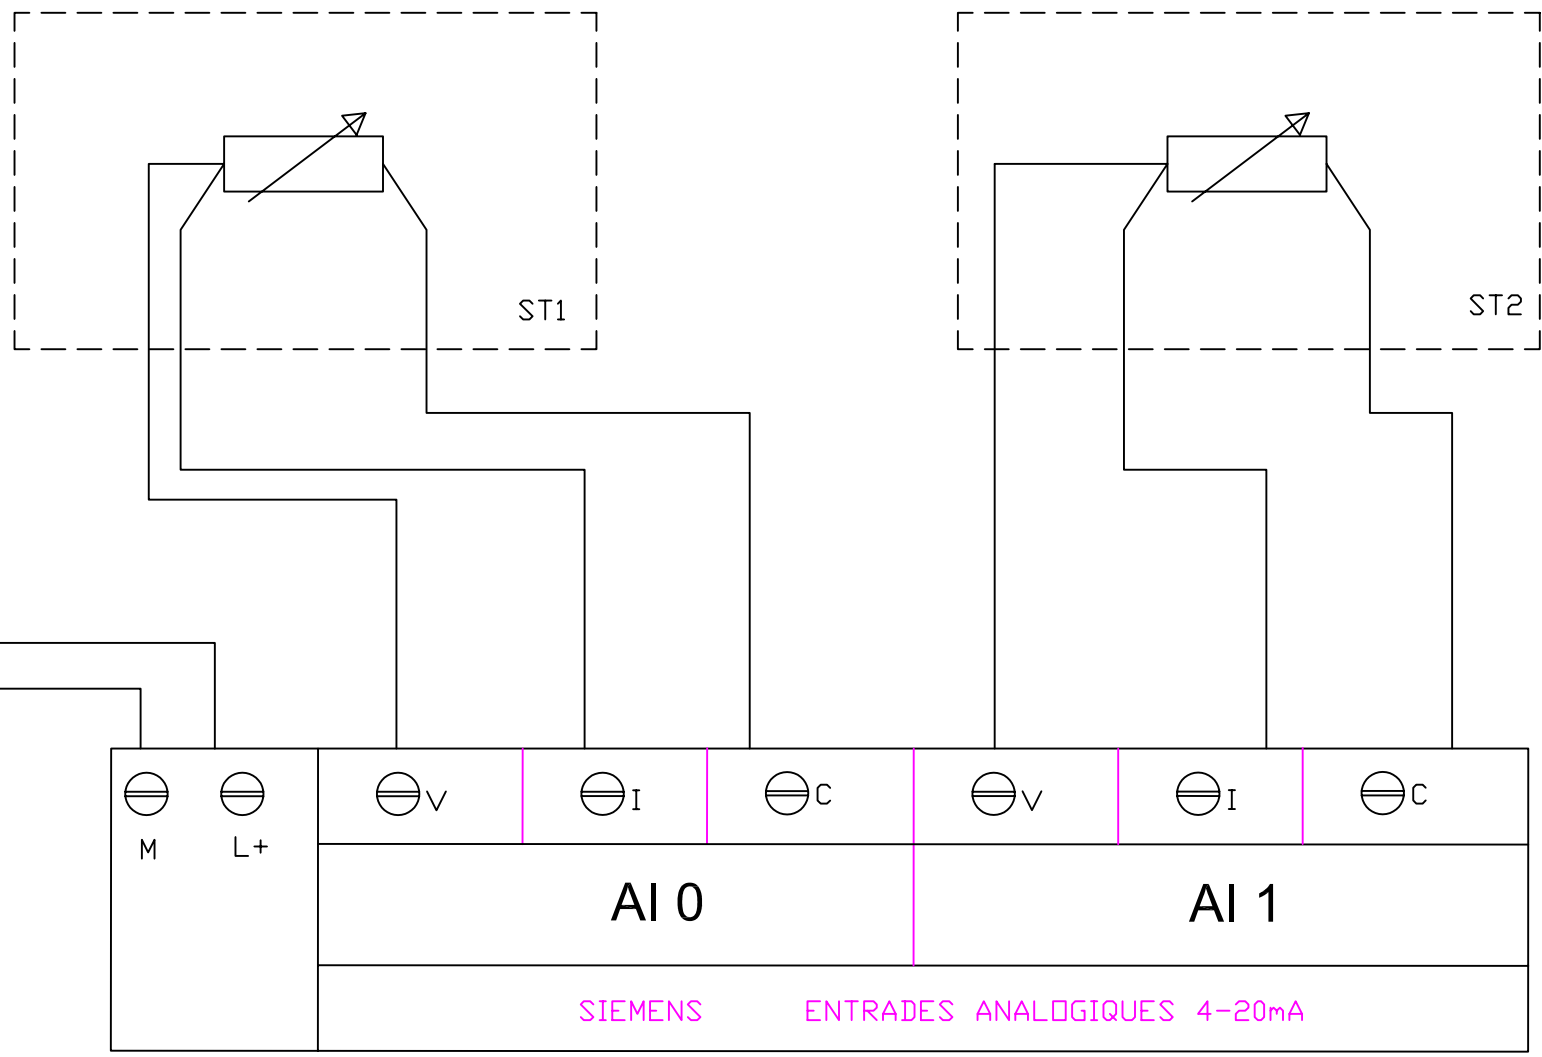 ST1
ST2
V I C V I C
M L+
AI 0 AI 1
SIEMENS ENTRADES ANALOGIQUES 4-20mA